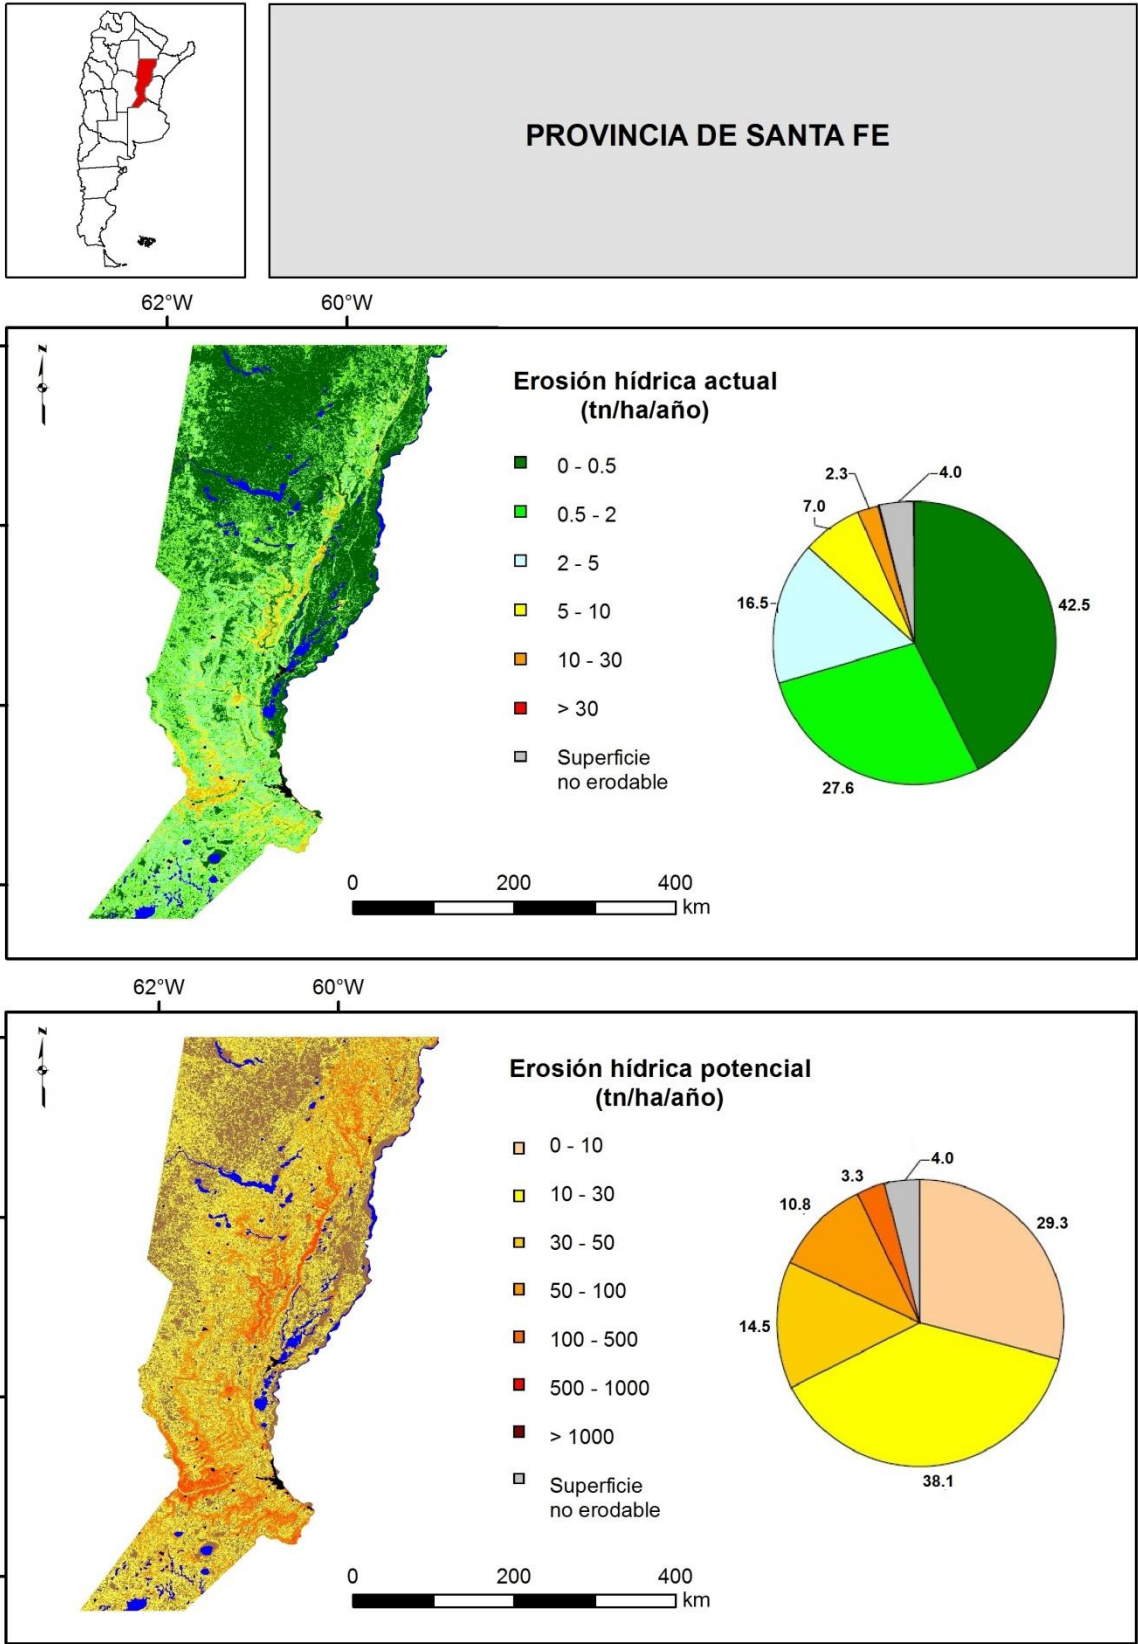 PROVINCIA DE SANTA FE
62°W
60°W
N
Erosión hídrica actual
(tn/ha/año)
0 - 0.5
0.5 - 2
2 - 5
5 - 10
10 - 30
> 30
Superficie
no erodable
2.3
4.0
7.0
16.5
42.5
27.6
0
200
400
km
62°W
60°W
N
Erosión hídrica potencial
(tn/ha/año)
0 - 10
10 - 30
30 - 50
50 - 100
100 - 500
500 - 1000
> 1000
Superficie
no erodable
3.3
4.0
10.8
29.3
14.5
38.1
0
200
400
km